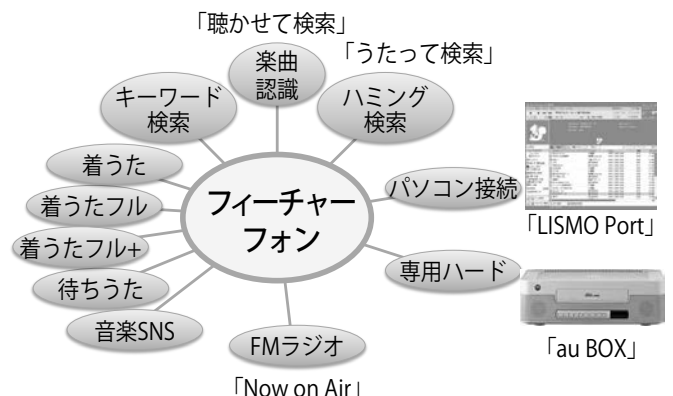 「聴かせて検索」
楽曲
認識
「うたって検索」
キーワード
検索
ハミング
検索
着うた
着うたフル
着うたフル+
待ちうた
音楽SNS
フィーチャー
フォン
パソコン接続
「LISMO Port」
専用ハード
「au BOX」
FMラジオ
「Now on Air」